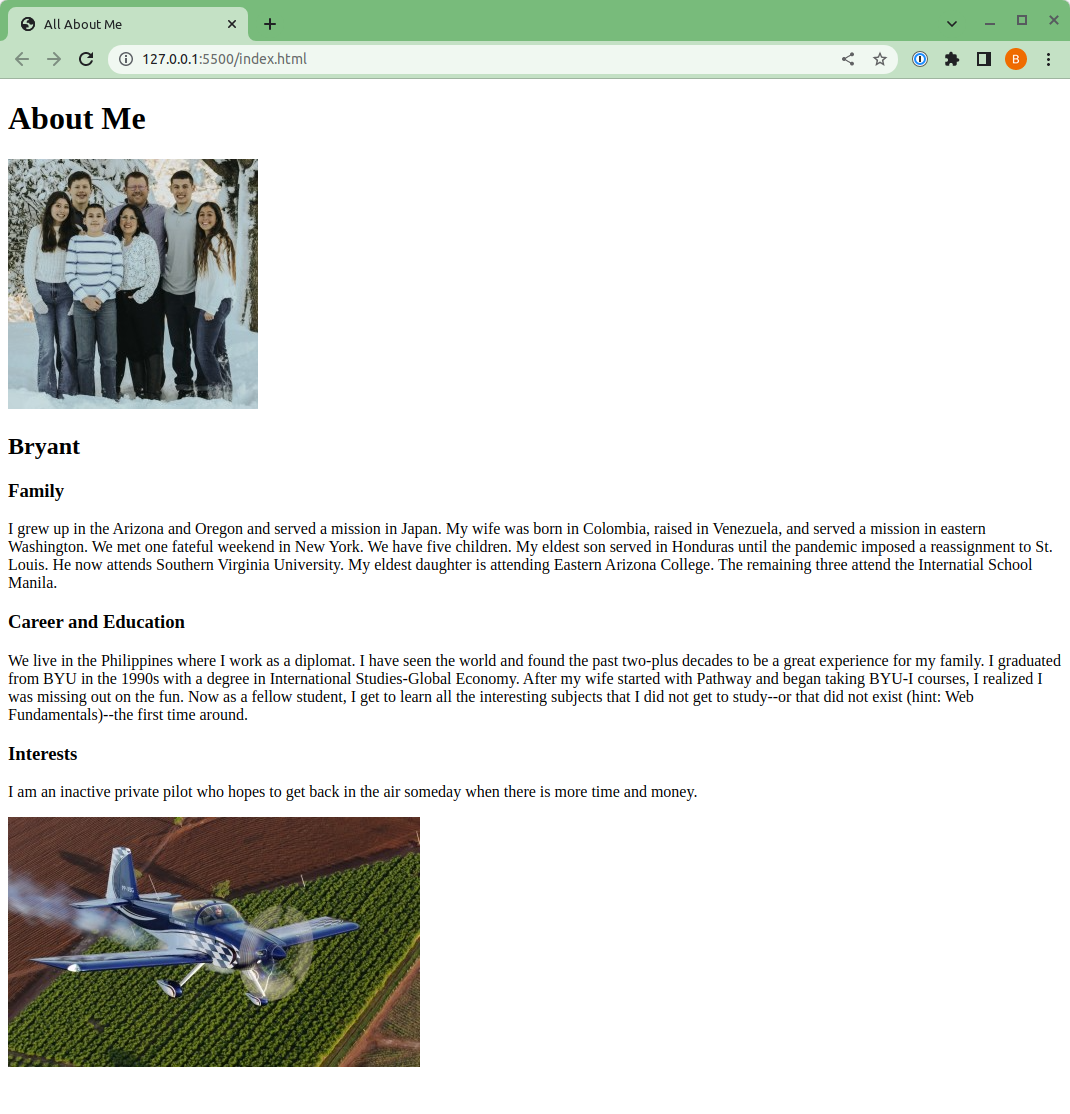 All About Me
127.0.0.1:5500/index.html
B
About Me
Bryant
Family
I grew up in the Arizona and Oregon and served a mission in Japan. My wife was born in Colombia, raised in Venezuela, and served a mission in eastern
Washington. We met one fateful weekend in New York. We have five children. My eldest son served in Honduras until the pandemic imposed a reassignment to St.
Louis. He now attends Southern Virginia University. My eldest daughter is attending Eastern Arizona College. The remaining three attend the Internatial School
Manila.
Career and Education
We live in the Philippines where I work as a diplomat. I have seen the world and found the past two-plus decades to be a great experience for my family. I graduated
from BYU in the 1990s with a degree in International Studies-Global Economy. After my wife started with Pathway and began taking BYU-I courses, I realized I
was missing out on the fun. Now as a fellow student, I get to learn all the interesting subjects that I did not get to study--or that did not exist (hint: Web
Fundamentals)--the first time around.
Interests
I am an inactive private pilot who hopes to get back in the air someday when there is more time and money.